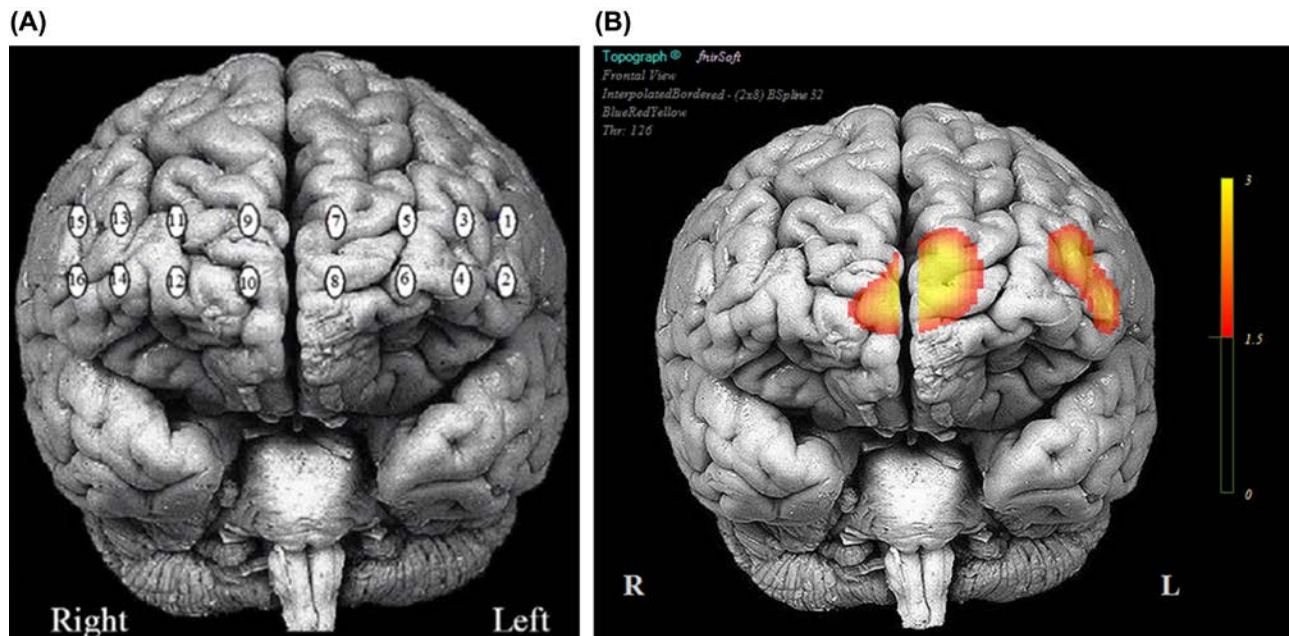 (A)
(B)
15 13 11 9 7 5 3 1
16 14 12 10 8 6 4 2
Right Left
Topograph ® fnirSoft
Frontal View
InterpolatedBordered - (2x8) BSpline 32
BlueRedYellow
Thr: 126
3
1.5
0
R L